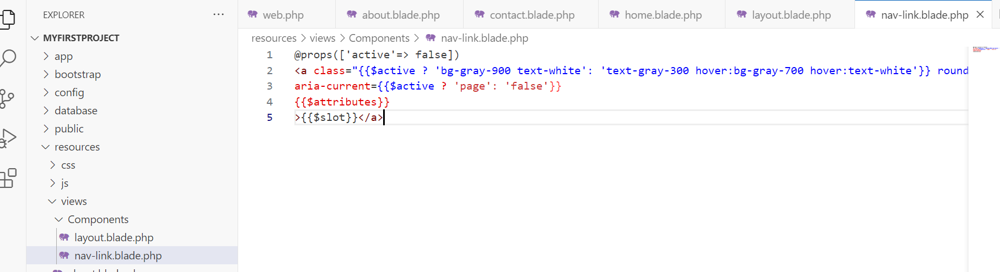 EXPLORER ···
MYFIRSTPROJECT
app
bootstrap
config
database
public
resources
css
js
views
Components
layout.blade.php
nav-link.blade.php
web.php about.blade.php contact.blade.php home.blade.php layout.blade.php nav-link.blade.php
resources > views > Components > nav-link.blade.php
1 @props(['active'=> false])
2 <a class="{{$active ? 'bg-gray-900 text-white': 'text-gray-300 hover:bg-gray-700 hover:text-white'}} round
3 aria-current={{$active ? 'page': 'false'}}
4 {{$attributes}}
5 >{{$slot}}</a>